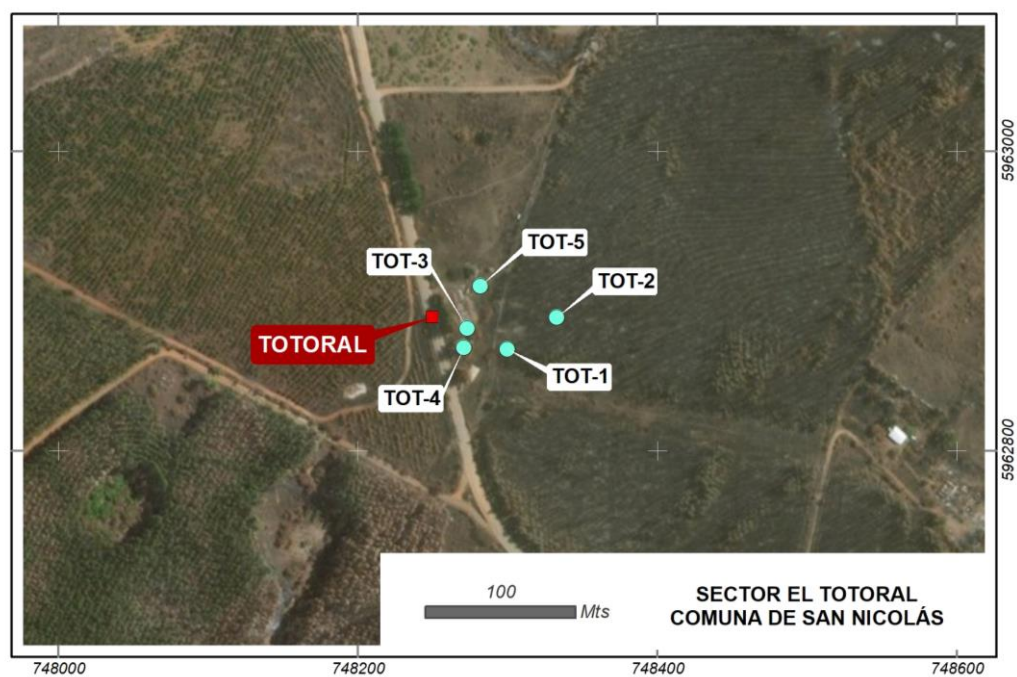 5963000
TOT-5
TOT-3
TOT-2
TOTORAL
TOT-1
TOT-4
5962800
100
Mts
SECTOR EL TOTORAL
COMUNA DE SAN NICOLÁS
748000
748200
748400
748600